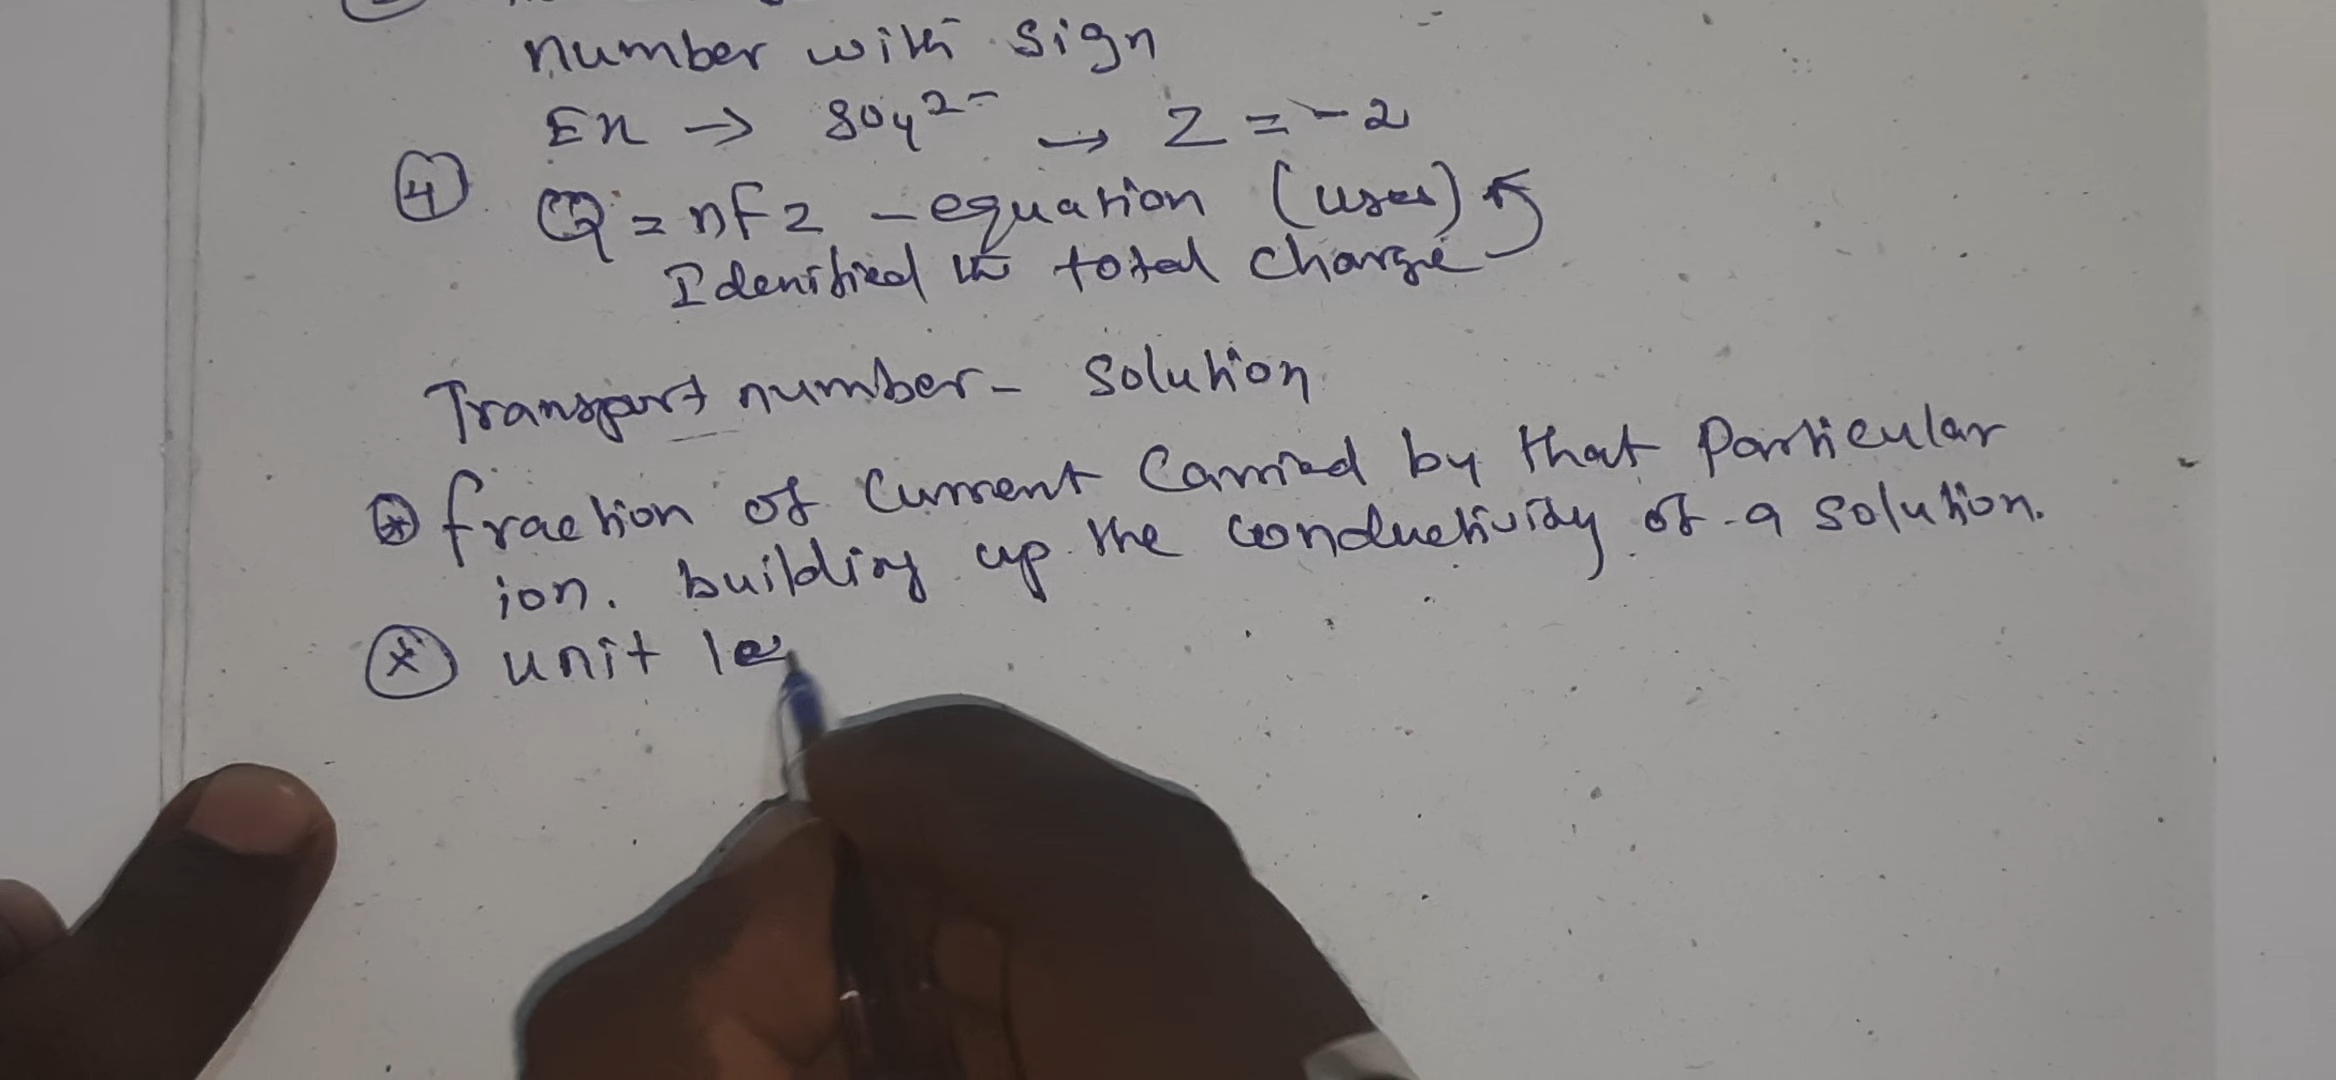 number with sign
Ex → SO4 2- → Z = -2
④ Q = nFz - equation (uses)
Identified the total charge
Transport number - solution
fraction of current carried by that particular
ion. building up the conductivity of a solution.
unit le